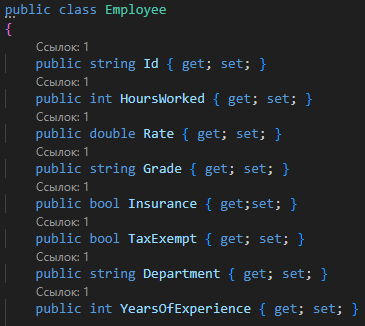 public class Employee
{
Ссылок: 1
public string Id { get; set; }
Ссылок: 1
public int HoursWorked { get; set; }
Ссылок: 1
public double Rate { get; set; }
Ссылок: 1
public string Grade { get; set; }
Ссылок: 1
public bool Insurance { get;set; }
Ссылок: 1
public bool TaxExempt { get; set; }
Ссылок: 1
public string Department { get; set; }
Ссылок: 1
public int YearsOfExperience { get; set; }